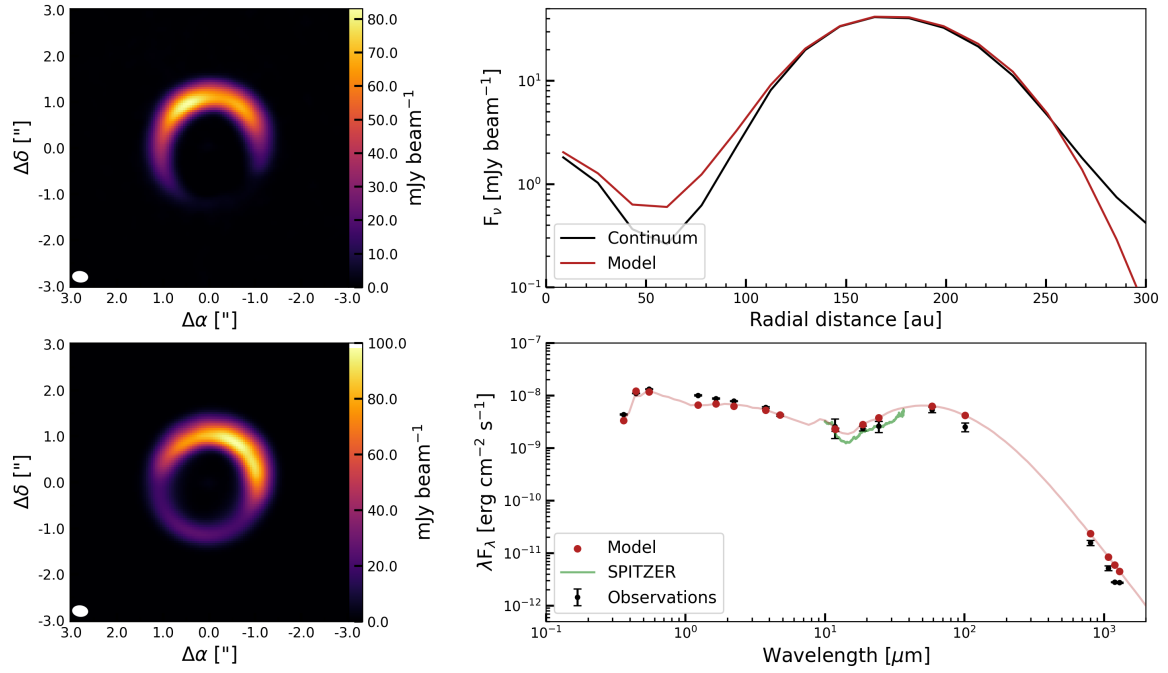 3.0
2.0
1.0
0.0
-1.0
-2.0
-3.0
Δδ ["]
3.0 2.0 1.0 0.0 -1.0 -2.0 -3.0
Δα ["]
80.0
70.0
60.0
50.0
40.0
30.0
20.0
10.0
0.0
mJy beam⁻¹
10¹
10⁰
10⁻¹
Fν [mJy beam⁻¹]
Continuum
Model
0 50 100 150 200 250 300
Radial distance [au]
3.0
2.0
1.0
0.0
-1.0
-2.0
-3.0
Δδ ["]
3.0 2.0 1.0 0.0 -1.0 -2.0 -3.0
Δα ["]
100.0
80.0
60.0
40.0
20.0
0.0
mJy beam⁻¹
10⁻⁷
10⁻⁸
10⁻⁹
10⁻¹⁰
10⁻¹¹
10⁻¹²
λFλ [erg cm⁻² s⁻¹]
Model
SPITZER
Observations
10⁻¹ 10⁰ 10¹ 10² 10³
Wavelength [μm]